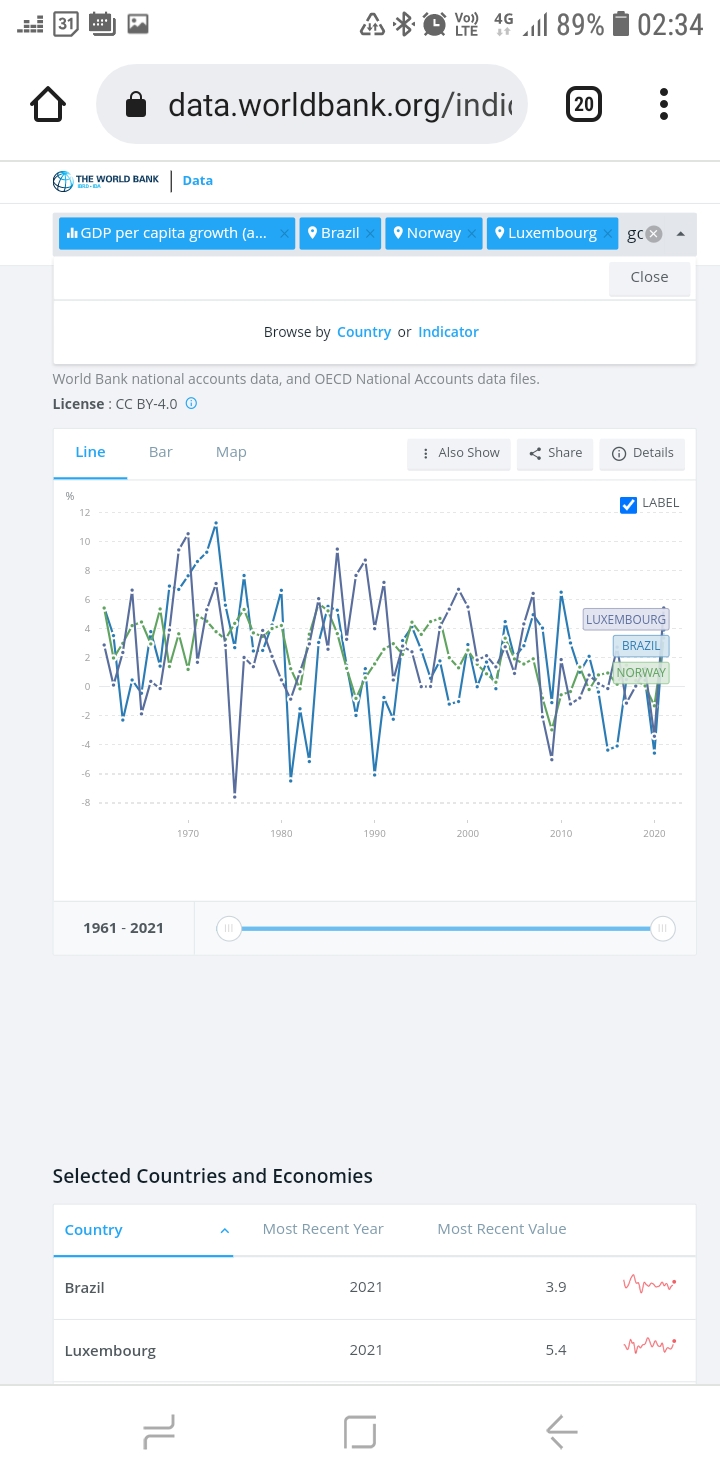 31 Vo)) LTE 4G 89% 02:34
data.worldbank.org/indic 20
THE WORLD BANK Data
IBRD • IDA
GDP per capita growth (a... × Brazil × Norway × Luxembourg × gc
Close
Browse by Country or Indicator
World Bank national accounts data, and OECD National Accounts data files.
License : CC BY-4.0
Line Bar Map Also Show Share Details
%
LABEL
12
10
8
6
LUXEMBOURG
4
BRAZIL
2
NORWAY
0
-2
-4
-6
-8
1970 1980 1990 2000 2010 2020
1961 - 2021
Selected Countries and Economies
Country Most Recent Year Most Recent Value
Brazil 2021 3.9
Luxembourg 2021 5.4